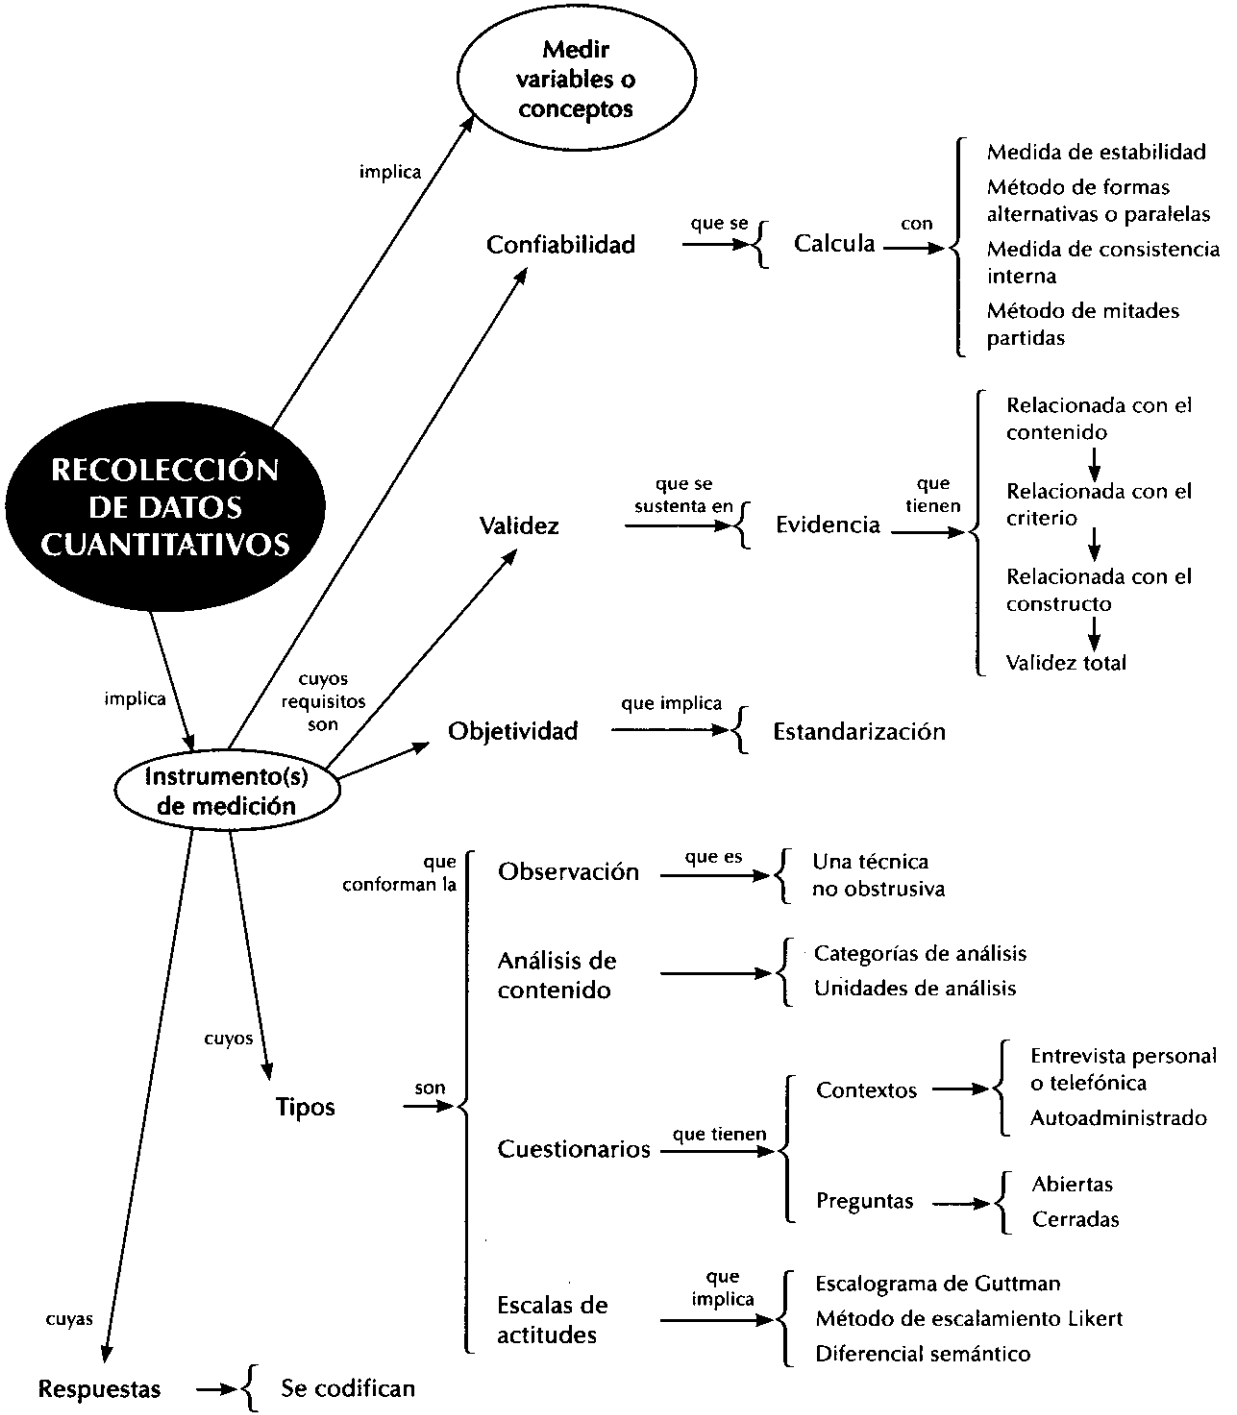 Medir
variables o
conceptos
implica
Confiabilidad
que se
Calcula
con
Medida de estabilidad
Método de formas
alternativas o paralelas
Medida de consistencia
interna
Método de mitades
partidas
RECOLECCIÓN
DE DATOS
CUANTITATIVOS
Validez
que se
sustenta en
Evidencia
que
tienen
Relacionada con el
contenido
Relacionada con el
criterio
Relacionada con el
constructo
Validez total
implica
cuyos
requisitos
son
Objetividad
que implica
Estandarización
Instrumento(s)
de medición
que
conforman la
Observación
que es
Una técnica
no obstrusiva
Análisis de
contenido
Categorías de análisis
Unidades de análisis
cuyos
Tipos
son
Cuestionarios
que tienen
Contextos
Entrevista personal
o telefónica
Autoadministrado
Preguntas
Abiertas
Cerradas
Escalas de
actitudes
que
implica
Escalograma de Guttman
Método de escalamiento Likert
Diferencial semántico
cuyas
Respuestas
Se codifican